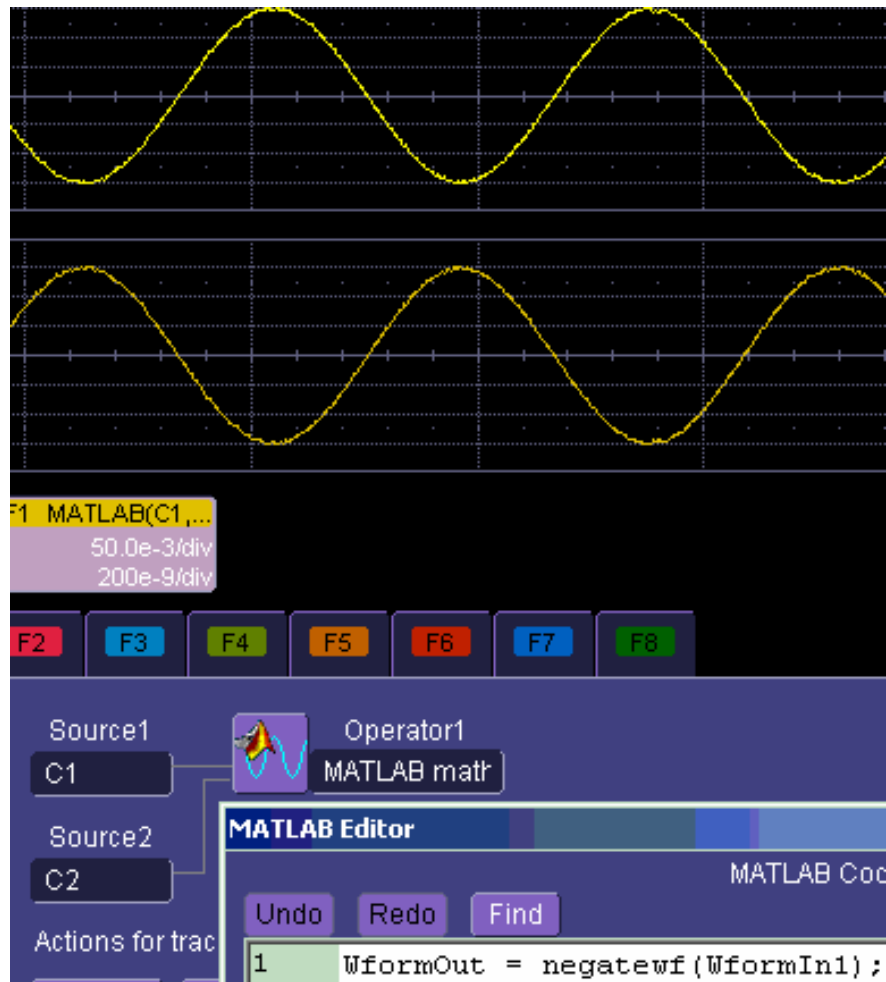 F1 MATLAB(C1,...
50.0e-3/div
200e-9/div
F2 F3 F4 F5 F6 F7 F8
Source1
Operator1
C1
MATLAB math
Source2
MATLAB Editor
C2
MATLAB Coc
Undo Redo Find
Actions for trac
1 WformOut = negatewf(WformIn1);